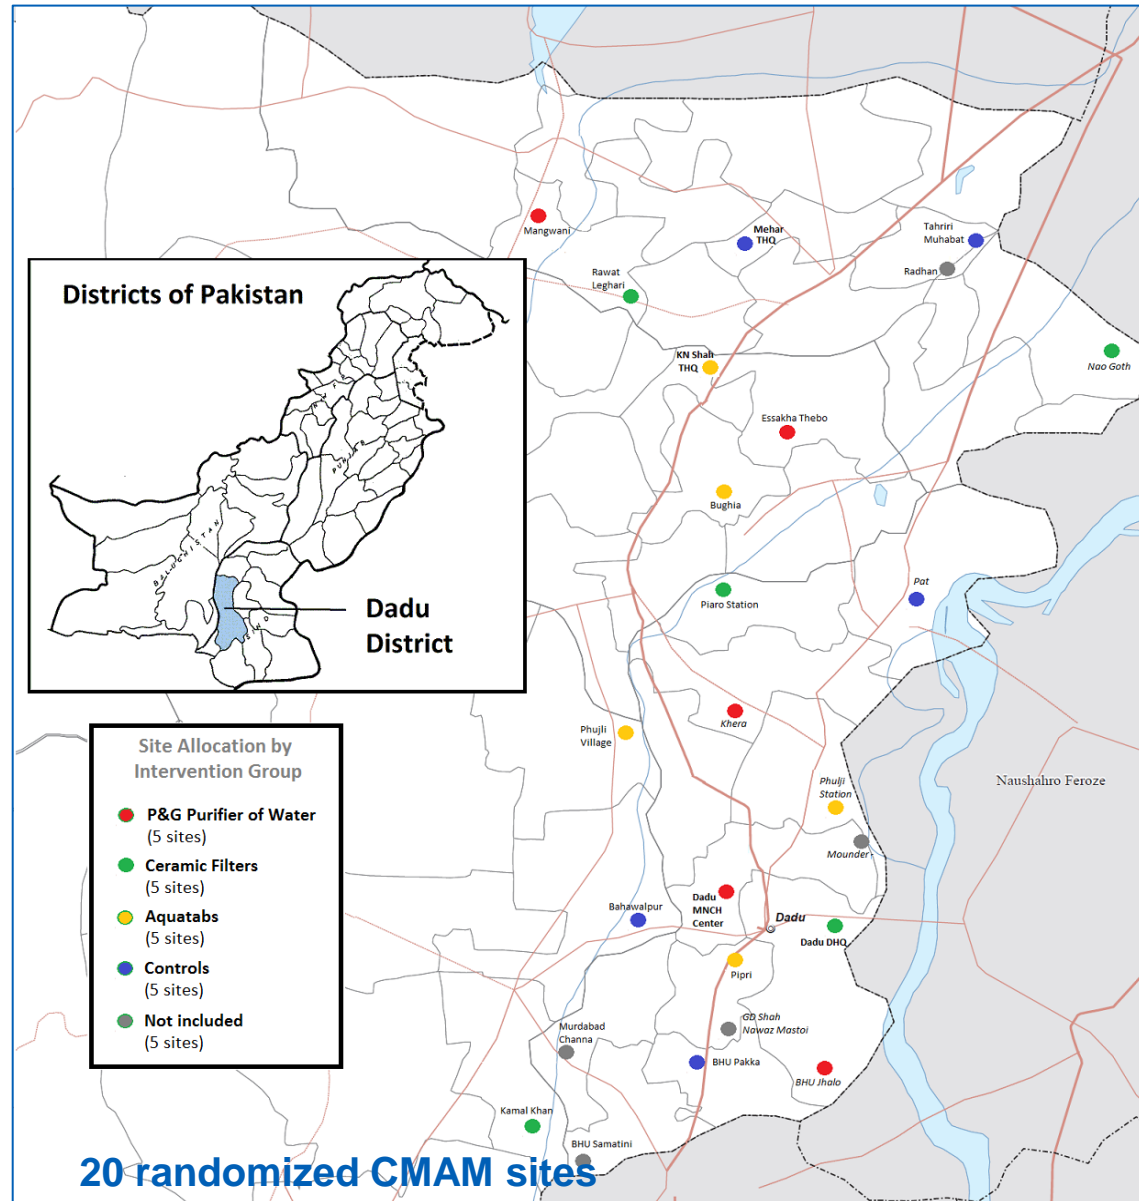 Mangwani
Mehar
THQ
Tahriri
Muhabat
Radhan
Rawat
Leghari
Districts of Pakistan
N.W.F.P
PUNJAB
BALUCHISTAN
SIND
Dadu
District
KN Shah
THQ
Nao Goth
Essakha Thebo
Bughia
Piaro Station
Pat
Khera
Phujli
Village
Site Allocation by
Intervention Group
P&G Purifier of Water
(5 sites)
Ceramic Filters
(5 sites)
Aquatabs
(5 sites)
Controls
(5 sites)
Not included
(5 sites)
Phulji
Station
Naushahro Feroze
Mounder
Dadu
MNCH
Center
Bahawalpur
Dadu
Dadu DHQ
Pipri
GD Shah
Nawaz Mastoi
Murdabad
Channa
BHU Pakka
BHU Jhalo
Kamal Khan
BHU Samatini
20 randomized CMAM sites